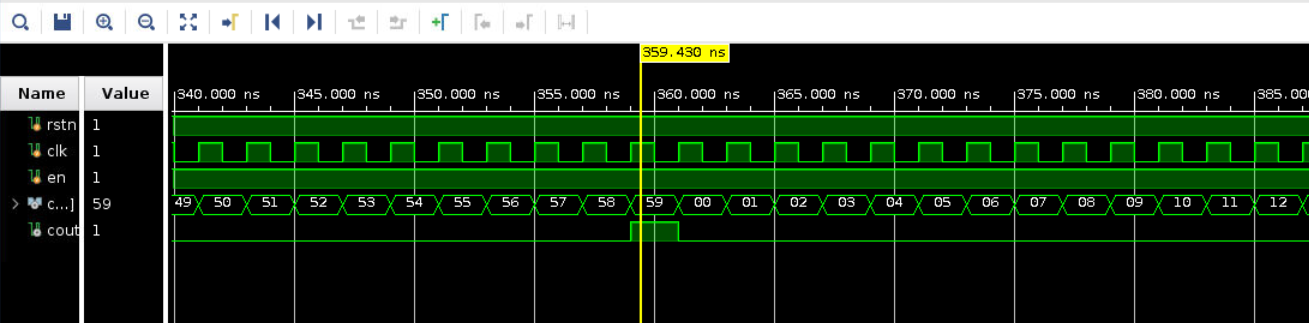 359.430 ns
Name Value 340.000 ns 345.000 ns 350.000 ns 355.000 ns 360.000 ns 365.000 ns 370.000 ns 375.000 ns 380.000 ns 385.00
rstn 1
clk 1
en 1
c...] 59 49 50 51 52 53 54 55 56 57 58 59 00 01 02 03 04 05 06 07 08 09 10 11 12
cout 1